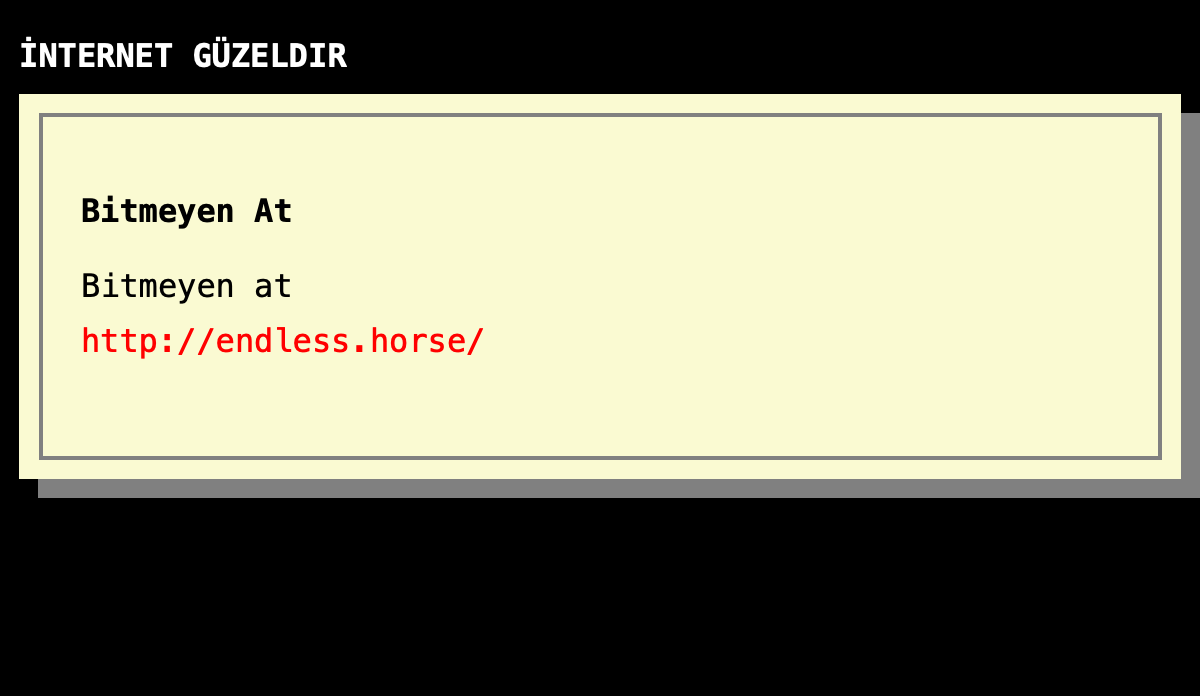 İNTERNET GÜZELDIR
Bitmeyen At
Bitmeyen at
http://endless.horse/